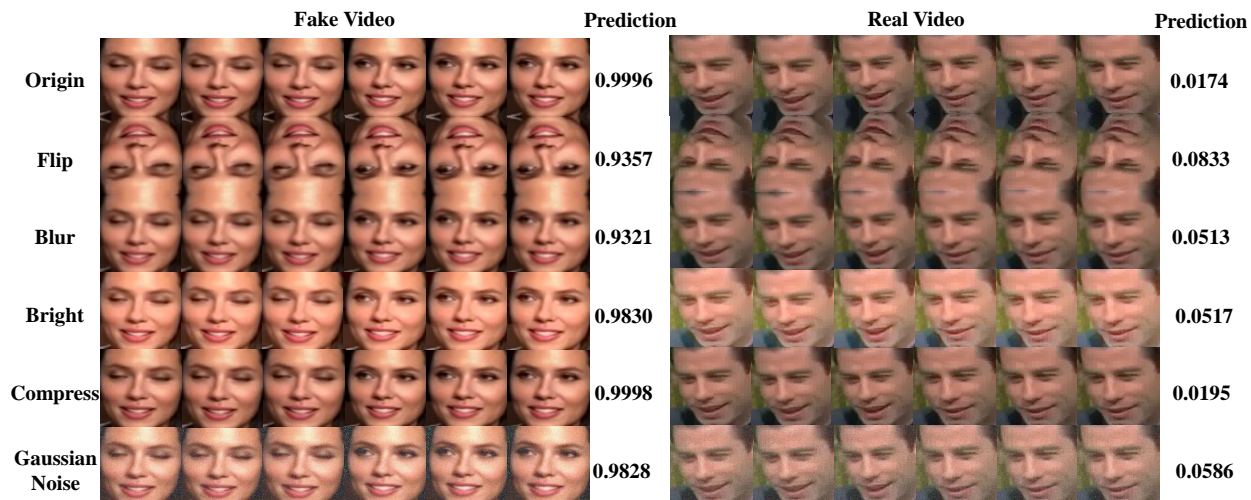 Fake Video Prediction Real Video Prediction
Origin 0.9996 0.0174
Flip 0.9357 0.0833
Blur 0.9321 0.0513
Bright 0.9830 0.0517
Compress 0.9998 0.0195
Gaussian
Noise 0.9828 0.0586